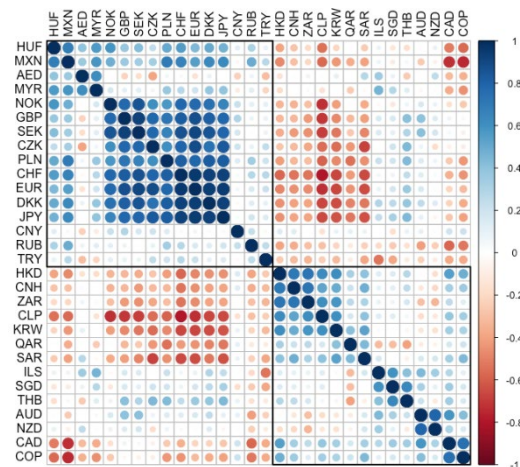 HUF MXN AED MYR NOK GBP SEK CZK PLN CHF EUR DKK JPY CNY RUB TRY HKD CNH ZAR CLP KRW QAR SAR ILS SGD THB AUD NZD CAD COP
HUF
MXN
AED
MYR
NOK
GBP
SEK
CZK
PLN
CHF
EUR
DKK
JPY
CNY
RUB
TRY
HKD
CNH
ZAR
CLP
KRW
QAR
SAR
ILS
SGD
THB
AUD
NZD
CAD
COP
1
0.8
0.6
0.4
0.2
0
-0.2
-0.4
-0.6
-0.8
-1